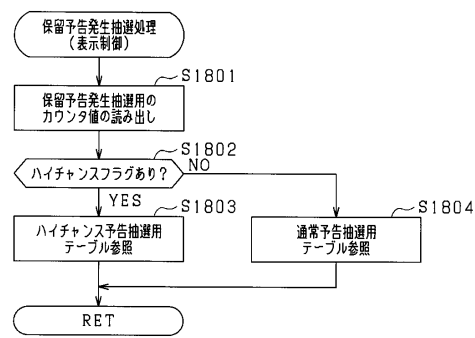 保留予告発生抽選処理
(表示制御)
S1801
保留予告発生抽選用の
カウンタ値の読み出し
S1802
ハイチャンスフラグあり?
NO
YES
S1803
ハイチャンス予告抽選用
テーブル参照
S1804
通常予告抽選用
テーブル参照
RET